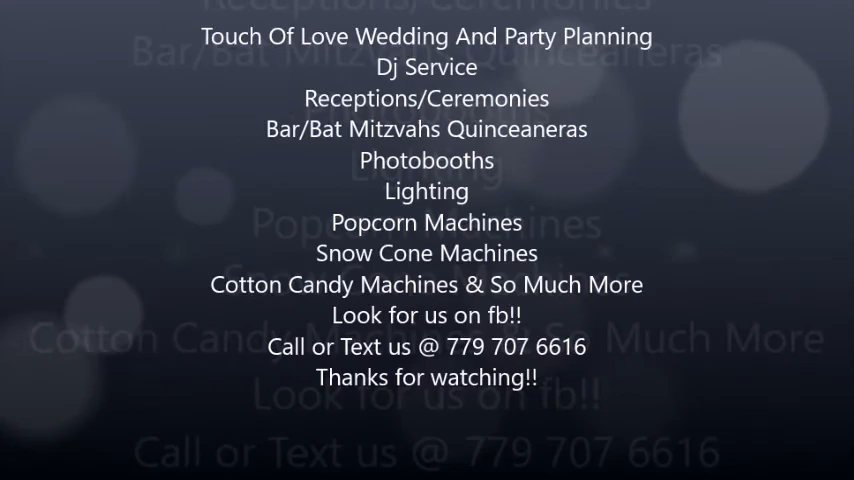 Touch Of Love Wedding And Party Planning
Dj Service
Receptions/Ceremonies
Bar/Bat Mitzvahs Quinceaneras
Photobooths
Lighting
Popcorn Machines
Snow Cone Machines
Cotton Candy Machines & So Much More
Look for us on fb!!
Call or Text us @ 779 707 6616
Thanks for watching!!